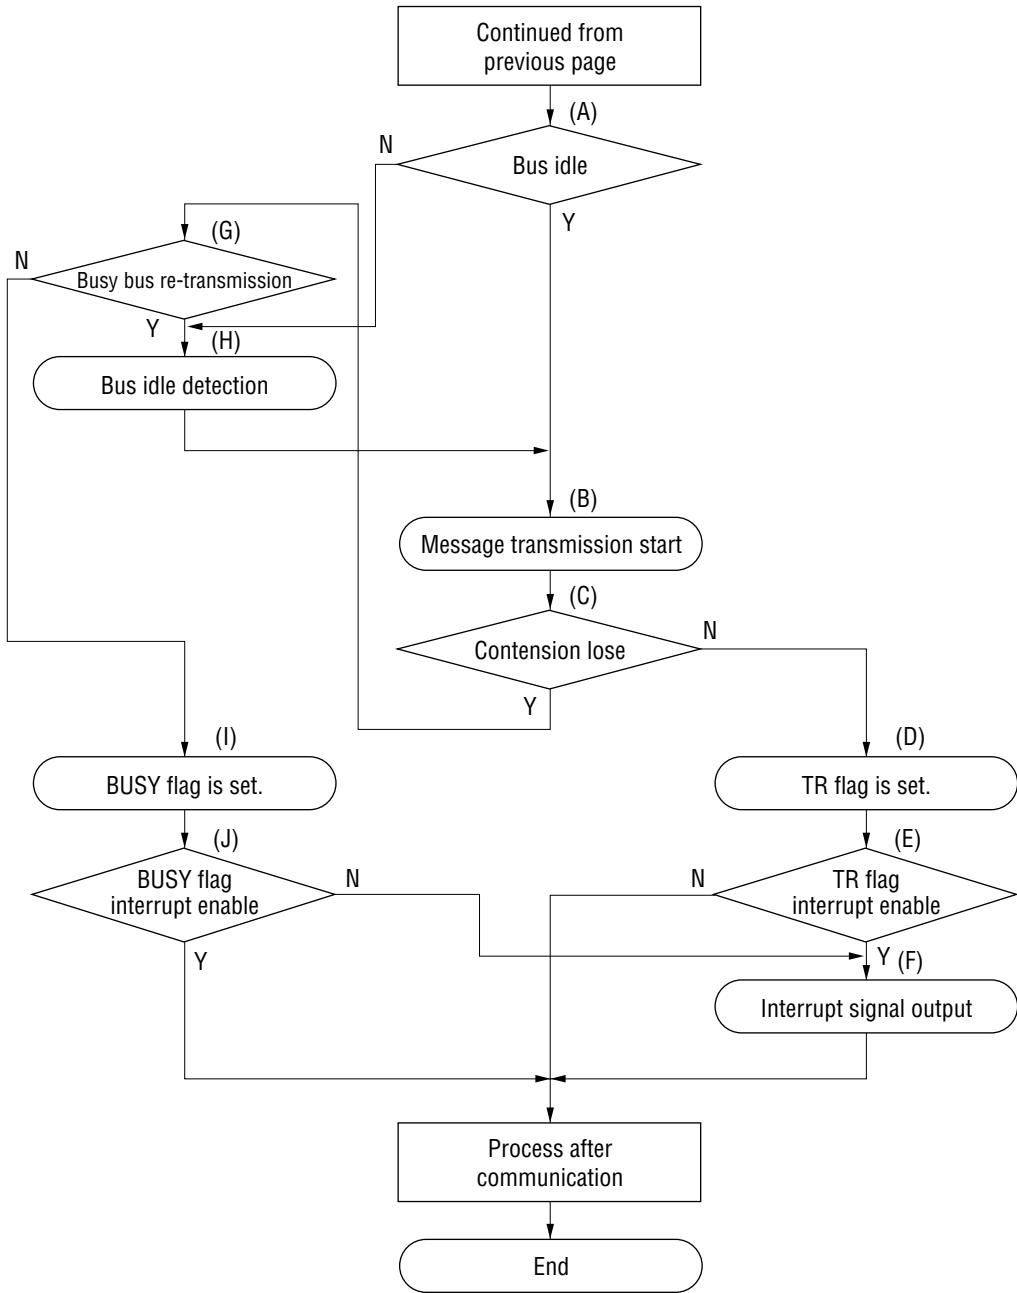 Continued from
previous page
(A)
N
Bus idle
Y
(G)
N
Busy bus re-transmission
Y
(H)
Bus idle detection
(B)
Message transmission start
(C)
N
Contension lose
Y
(I)
(D)
BUSY flag is set.
TR flag is set.
(J)
(E)
BUSY flag
interrupt enable
N
N
TR flag
interrupt enable
Y
Y
(F)
Interrupt signal output
Process after
communication
End